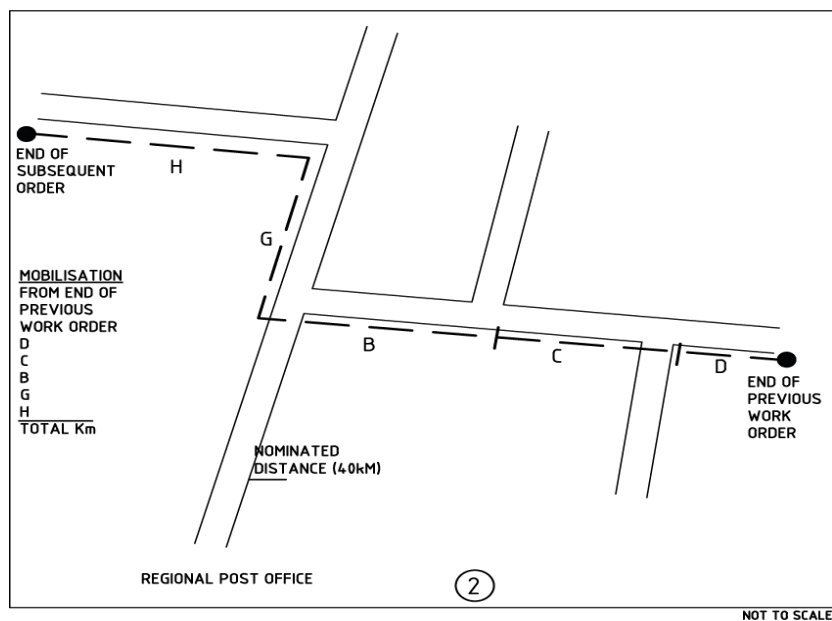 END OF
SUBSEQUENT
ORDER
H
G
MOBILISATION
FROM END OF
PREVIOUS
WORK ORDER
D
C
B
G
H
TOTAL Km
B
C
D
END OF
PREVIOUS
WORK
ORDER
NOMINATED
DISTANCE (40kM)
REGIONAL POST OFFICE
2
NOT TO SCALE